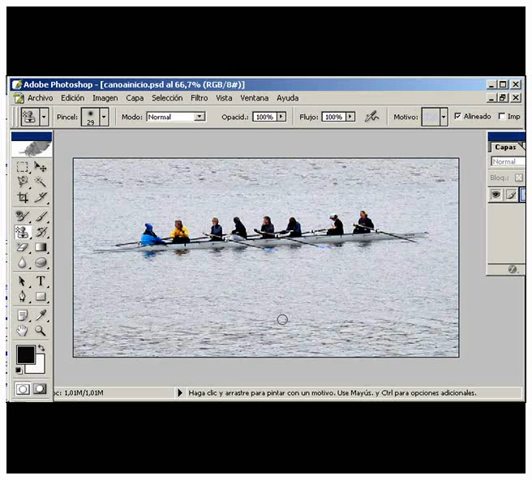 Adobe Photoshop - [canoainicio.psd al 66,7% (RGB/8#)]
Archivo Edición Imagen Capa Selección Filtro Vista Ventana Ayuda
Pincel: 29 Modo: Normal Opacid.: 100% Flujo: 100% Motivo: Alineado Imp
Capas
Normal
Bloq.:
T
oc: 1,01M/1,01M Haga clic y arrastre para pintar con un motivo. Use Mayús. y Ctrl para opciones adicionales.